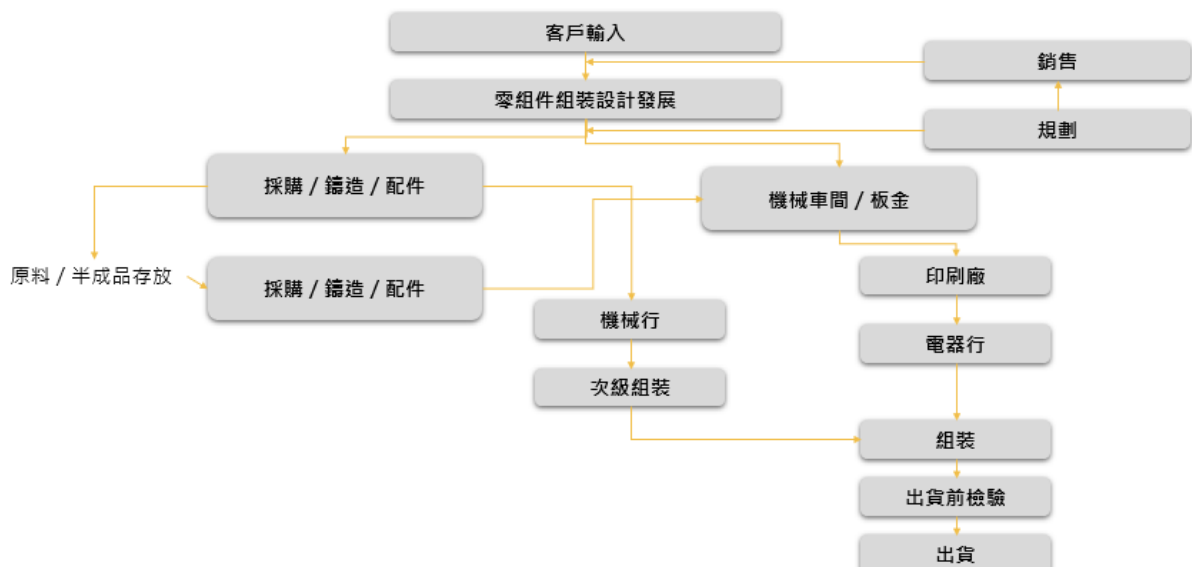 客戶輸入
銷售
零組件組裝設計發展
規劃
採購 / 鑄造 / 配件
機械車間 / 板金
原料 / 半成品存放
採購 / 鑄造 / 配件
印刷廠
機械行
電器行
次級組裝
組裝
出貨前檢驗
出貨